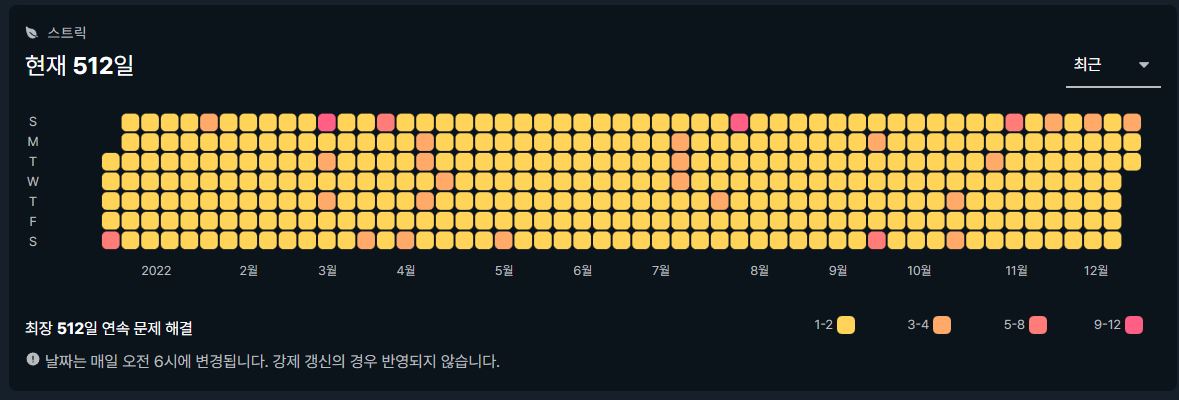 스트릭
현재 512일
최근
S
M
T
W
T
F
S
2022 2월 3월 4월 5월 6월 7월 8월 9월 10월 11월 12월
최장 512일 연속 문제 해결
1-2 3-4 5-8 9-12
날짜는 매일 오전 6시에 변경됩니다. 강제 갱신의 경우 반영되지 않습니다.